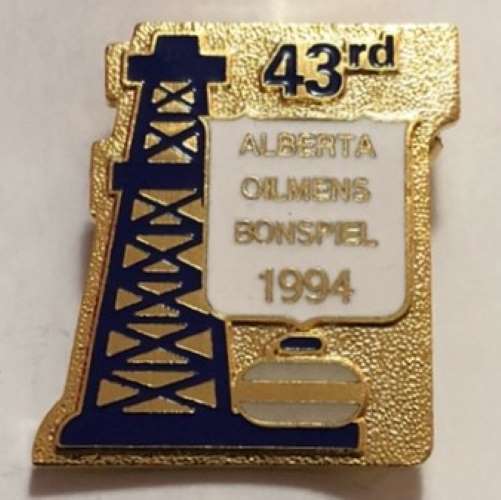 43rd
ALBERTA
OILMENS
BONSPIEL
1994